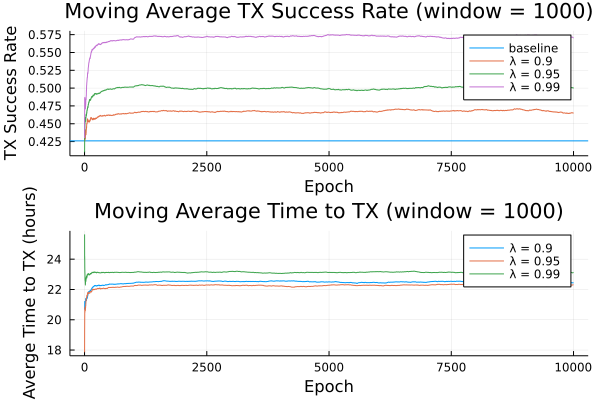 Moving Average TX Success Rate (window = 1000)
TX Success Rate
0.575
0.550
0.525
0.500
0.475
0.450
0.425
baseline
λ = 0.9
λ = 0.95
λ = 0.99
0
2500
5000
7500
10000
Epoch
Moving Average Time to TX (window = 1000)
Averge Time to TX (hours)
24
22
20
18
λ = 0.9
λ = 0.95
λ = 0.99
0
2500
5000
7500
10000
Epoch